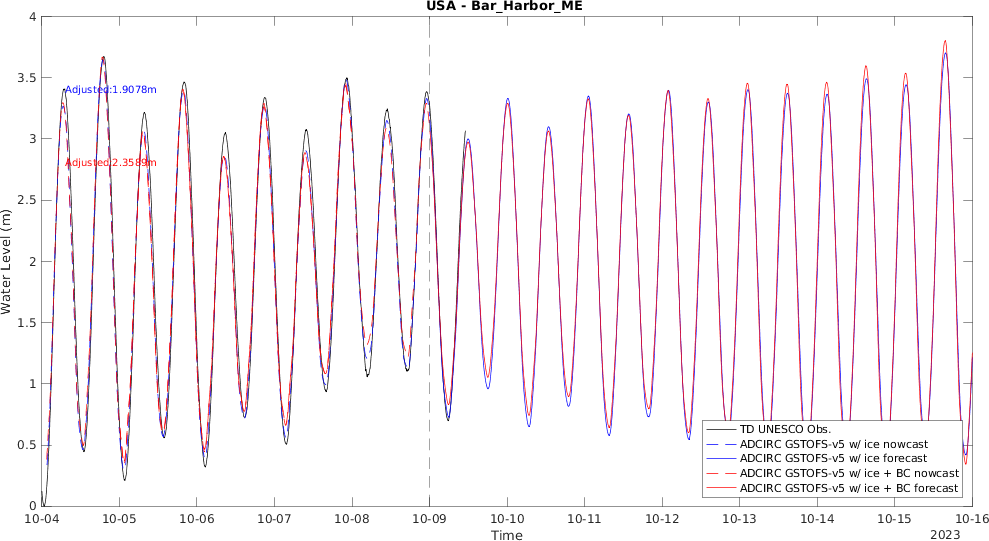 USA - Bar_Harbor_ME
4
3.5
3
2.5
2
1.5
1
0.5
0
Water Level (m)
Adjusted:1.9078m
Adjusted:2.3589m
TD UNESCO Obs.
ADCIRC GSTOFS-v5 w/ ice nowcast
ADCIRC GSTOFS-v5 w/ ice forecast
ADCIRC GSTOFS-v5 w/ ice + BC nowcast
ADCIRC GSTOFS-v5 w/ ice + BC forecast
10-04 10-05 10-06 10-07 10-08 10-09 10-10 10-11 10-12 10-13 10-14 10-15 10-16
Time
2023